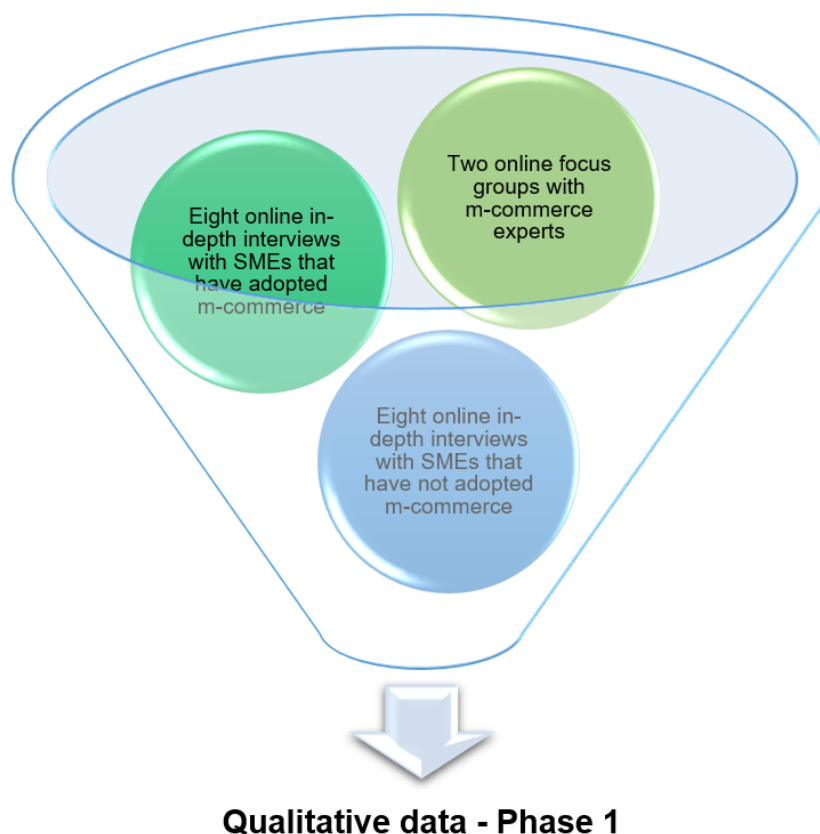 Two online focus
groups with
m-commerce
experts
Eight online in-
depth interviews
with SMEs that
have adopted
m-commerce
Eight online in-
depth interviews
with SMEs that
have not adopted
m-commerce
Qualitative data - Phase 1